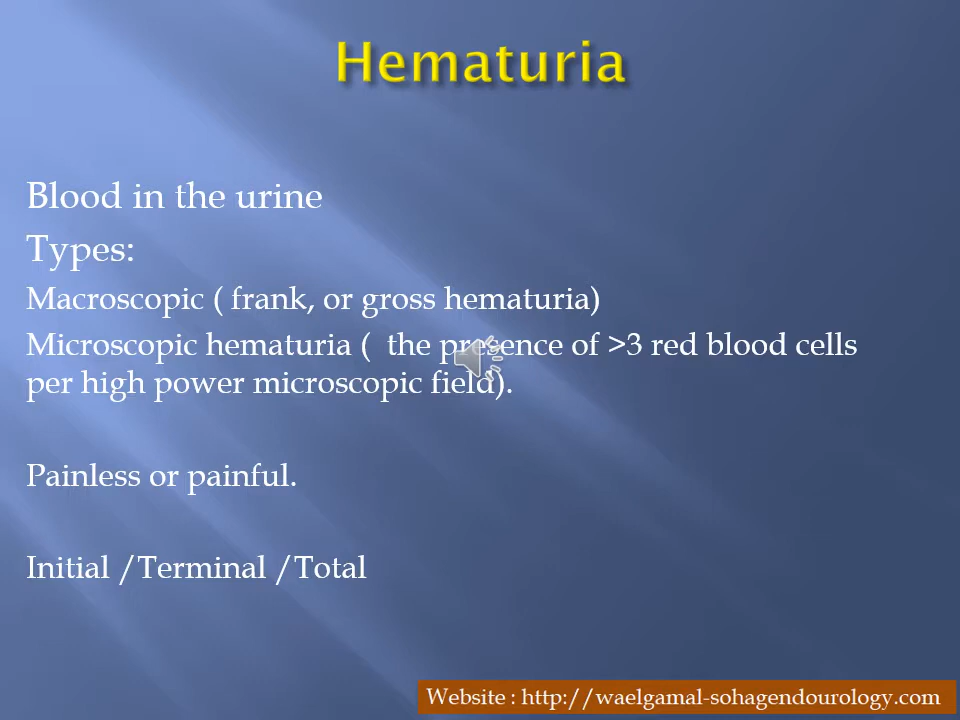 Hematuria
Blood in the urine
Types:
Macroscopic ( frank, or gross hematuria)
Microscopic hematuria (  the presence of >3 red blood cells
per high power microscopic field).
Painless or painful.
Initial /Terminal /Total
Website : http://waelgamal-sohagendourology.com